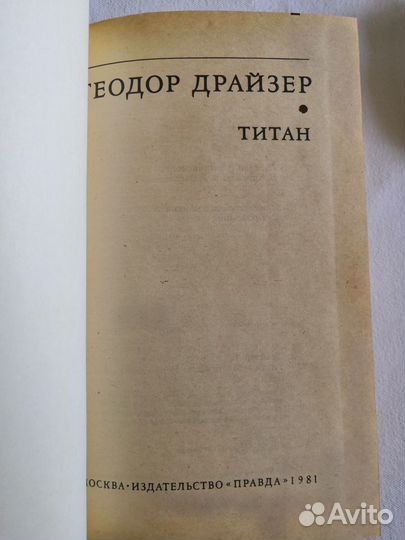 ТЕОДОР ДРАЙЗЕР
•
ТИТАН
МОСКВА·ИЗДАТЕЛЬСТВО «ПРАВДА» 1981
Avito